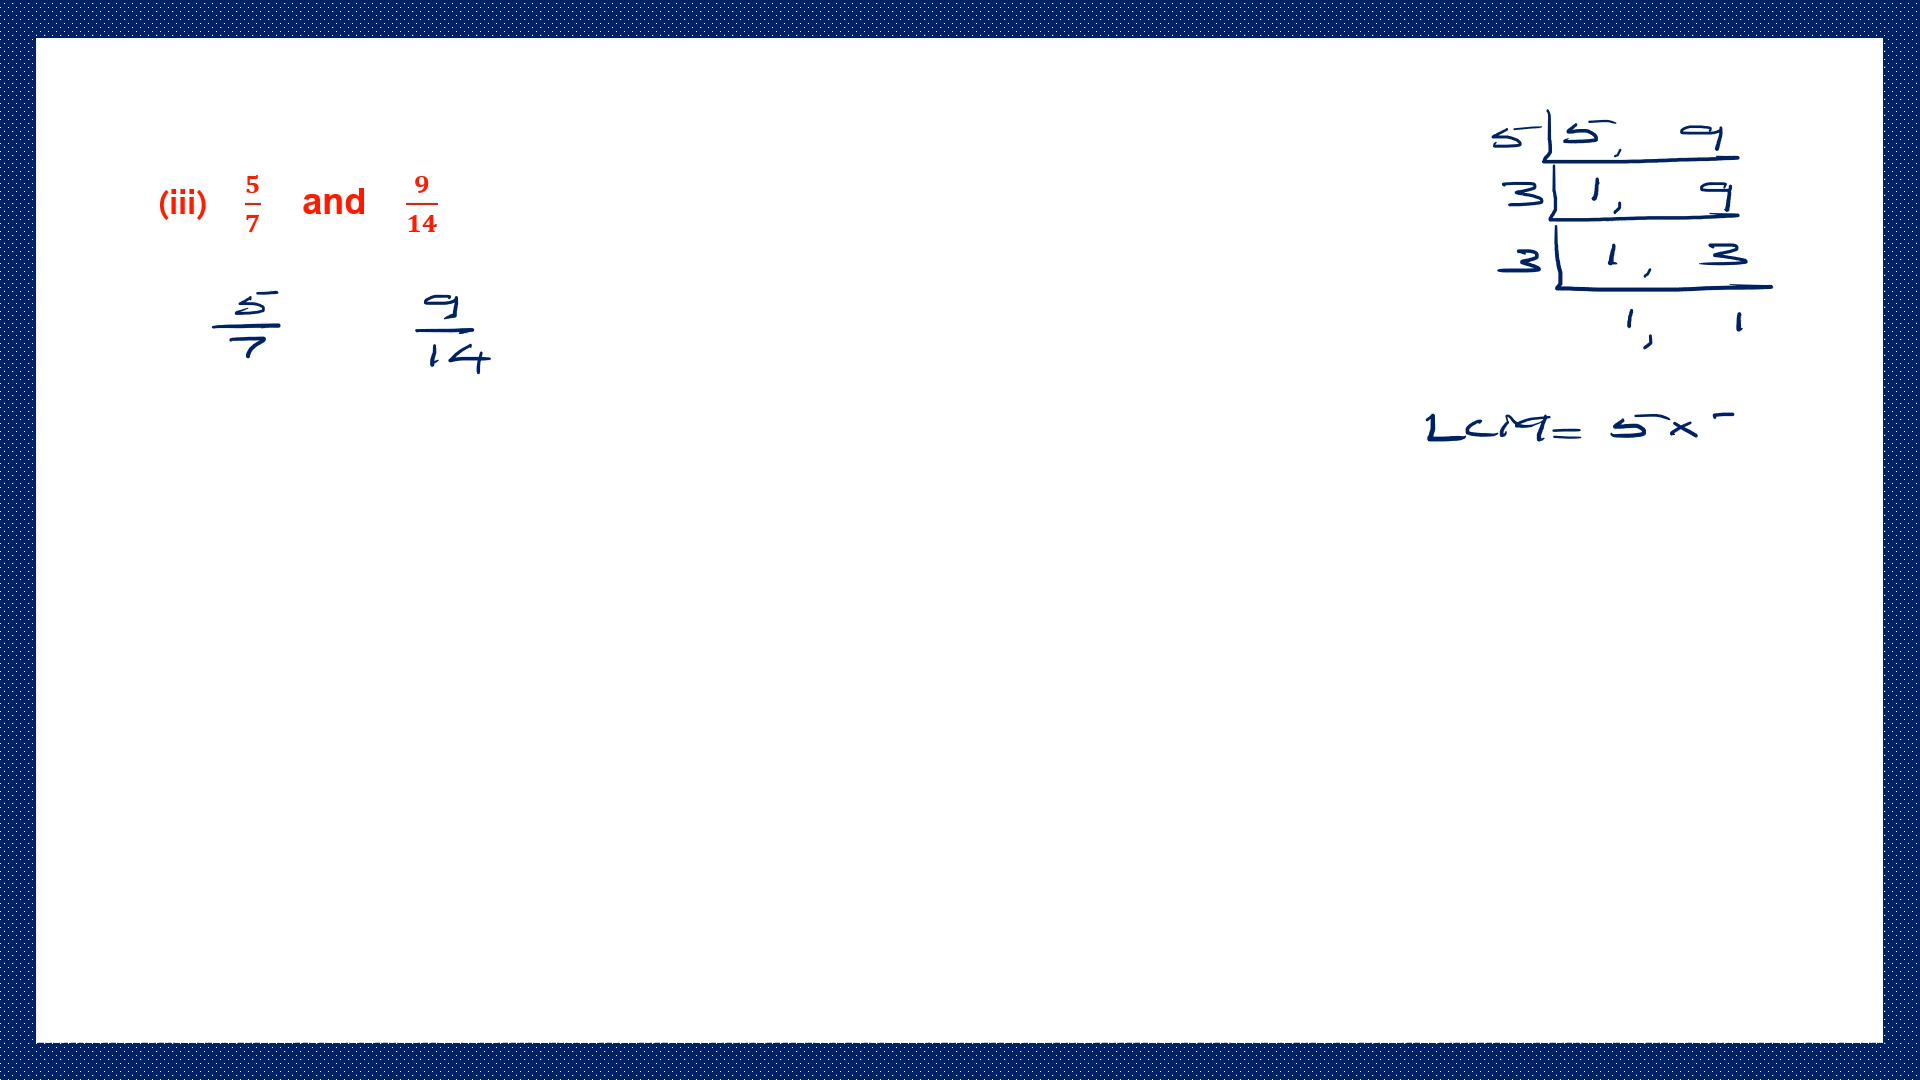 (iii) 5/7 and 9/14
5/7 9/14
5 | 5, 9
3 | 1, 9
3 | 1, 3
1, 1
LCM = 5 ×